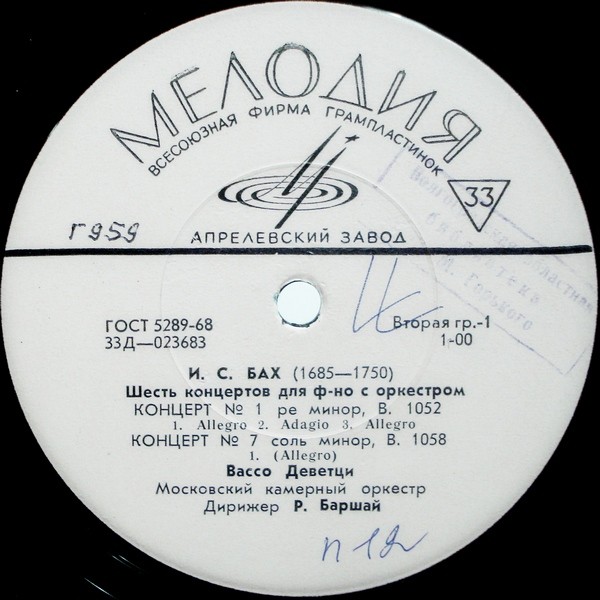 МЕЛОДИЯ
ВСЕСОЮЗНАЯ ФИРМА ГРАМПЛАСТИНОК
33
Г959
АПРЕЛЕВСКИЙ ЗАВОД
библиотека
Горького
ГОСТ 5289-68
Вторая гр.-1
33Д—023683
1-00
И. С. БАХ (1685—1750)
Шесть концертов для ф-но с оркестром
КОНЦЕРТ № 1 ре минор, В. 1052
1. Allegro 2. Adagio 3. Allegro
КОНЦЕРТ № 7 соль минор, В. 1058
1. (Allegro)
Вассо Деветци
Московский камерный оркестр
Дирижер Р. Баршай
п 12